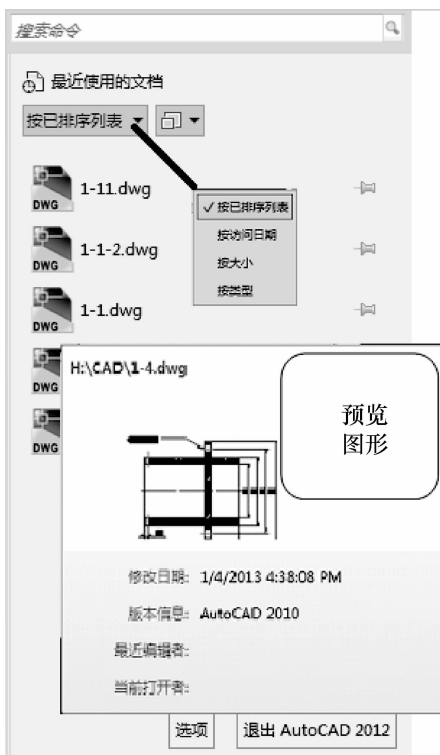 搜索命令
最近使用的文档
按已排序列表
1-11.dwg
DWG
✓按已排序列表
按访问日期
按大小
按类型
1-1-2.dwg
DWG
1-1.dwg
DWG
DWG
DWG
H:\CAD\1-4.dwg
预览
图形
修改日期: 1/4/2013 4:38:08 PM
版本信息: AutoCAD 2010
最近编辑者:
当前打开者:
选项
退出 AutoCAD 2012